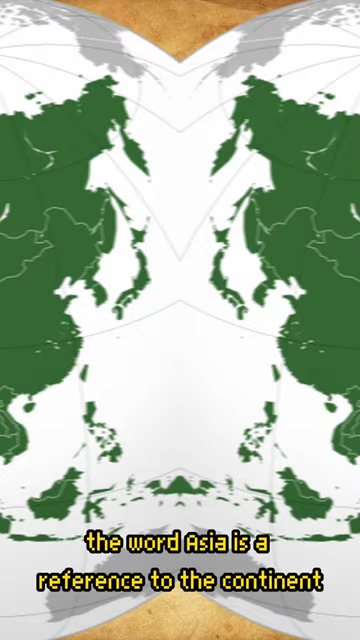 the word Asia is a
reference to the continent